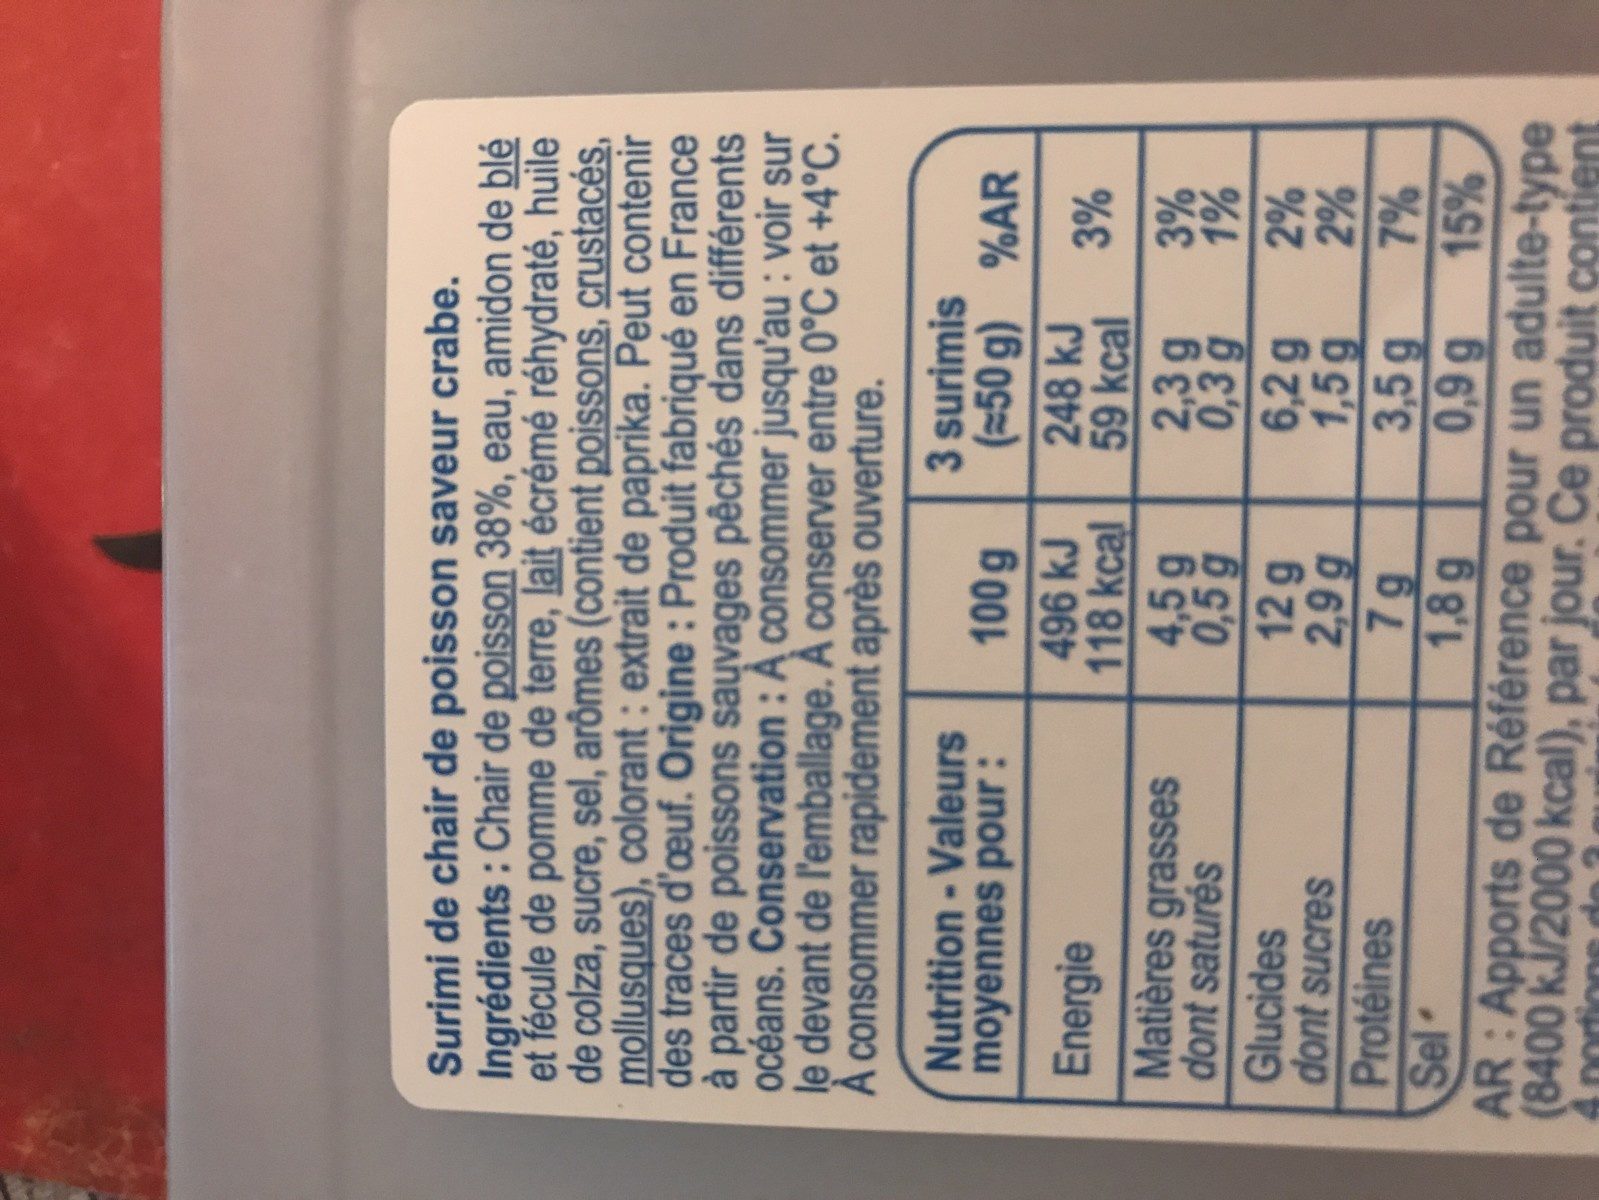 Surimi de chair de poisson saveur crabe.
Ingrédients : Chair de poisson 38%, eau, amidon de blé
et fécule de pomme de terre, lait écrémé réhydraté, huile
de colza, sucre, sel, arômes (contient poissons, crustacés,
mollusques), colorant : extrait de paprika. Peut contenir
des traces d'œuf. Origine : Produit fabriqué en France
à partir de poissons sauvages pêchés dans différents
océans. Conservation : À consommer jusqu'au : voir sur
le devant de l'emballage. À conserver entre 0°C et +4°C.
À consommer rapidement après ouverture.
Nutrition - Valeurs moyennes pour : 100g 3 surimis (≈50g) %AR
Energie 496 kJ 248 kJ
118 kcal 59 kcal 3%
Matières grasses 4,5 g 2,3 g 3%
dont saturés 0,5 g 0,3 g 1%
Glucides 12 g 6,2 g 2%
dont sucres 2,9 g 1,5 g 2%
Protéines 7 g 3,5 g 7%
Sel 1,8 g 0,9 g 15%
AR : Apports de Référence pour un adulte-type
(8400 kJ/2000 kcal), par jour. Ce produit contient
4 portions de 3